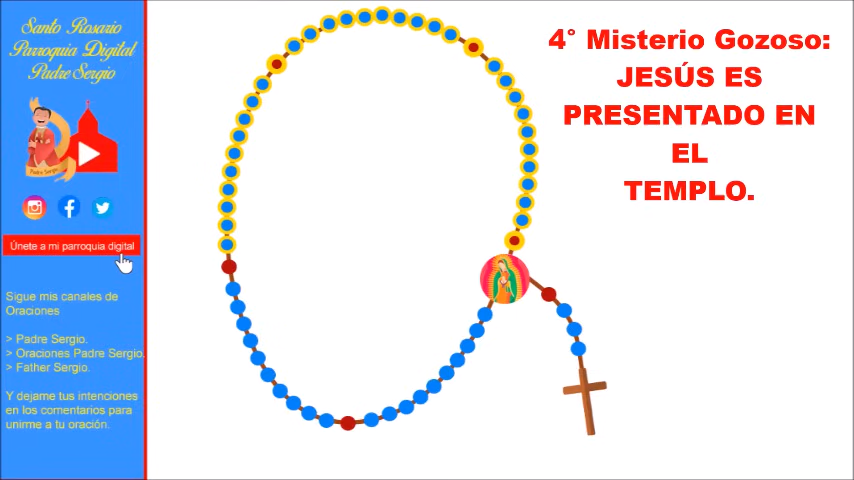 Santo Rosario
Parroquia Digital
Padre Sergio
Padre Sergio
Únete a mi parroquia digital
Sigue mis canales de
Oraciones
> Padre Sergio.
> Oraciones Padre Sergio.
> Father Sergio.
Y dejame tus intenciones
en los comentarios para
unirme a tu oración.
4° Misterio Gozoso:
JESÚS ES
PRESENTADO EN
EL
TEMPLO.